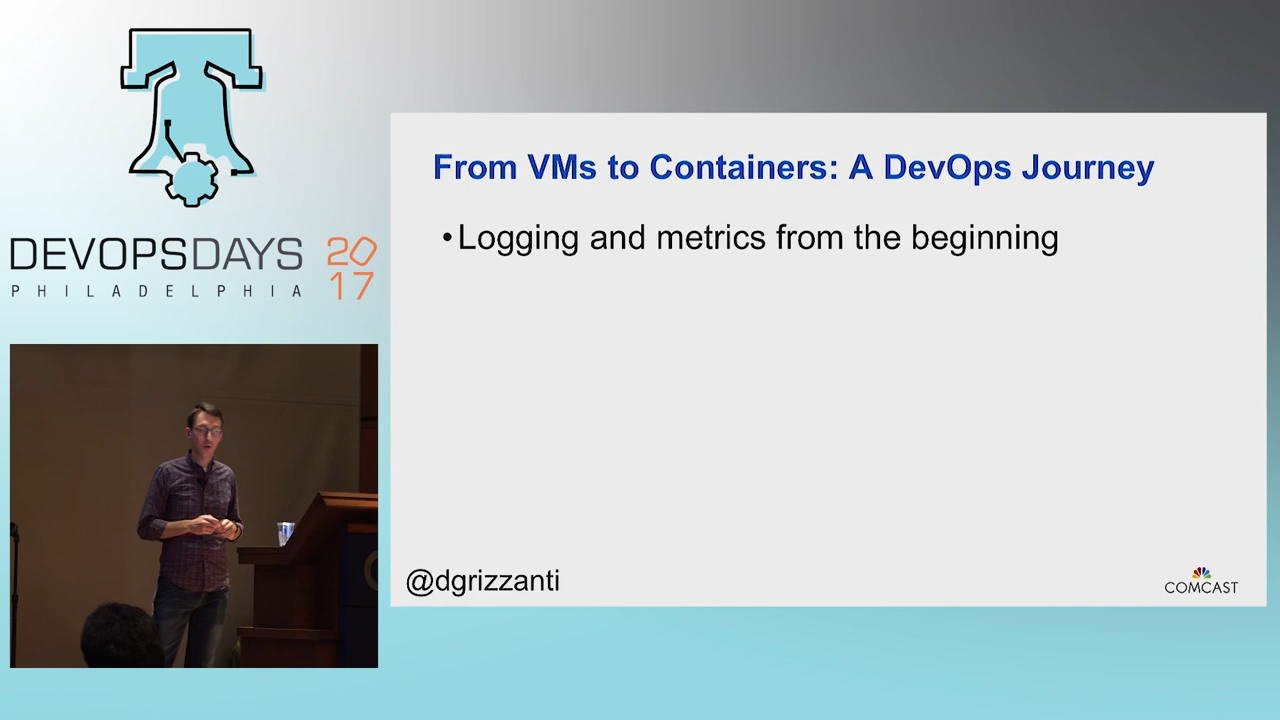 DEVOPSDAYS 2017
PHILADELPHIA
From VMs to Containers: A DevOps Journey
•Logging and metrics from the beginning
@dgrizzanti
COMCAST